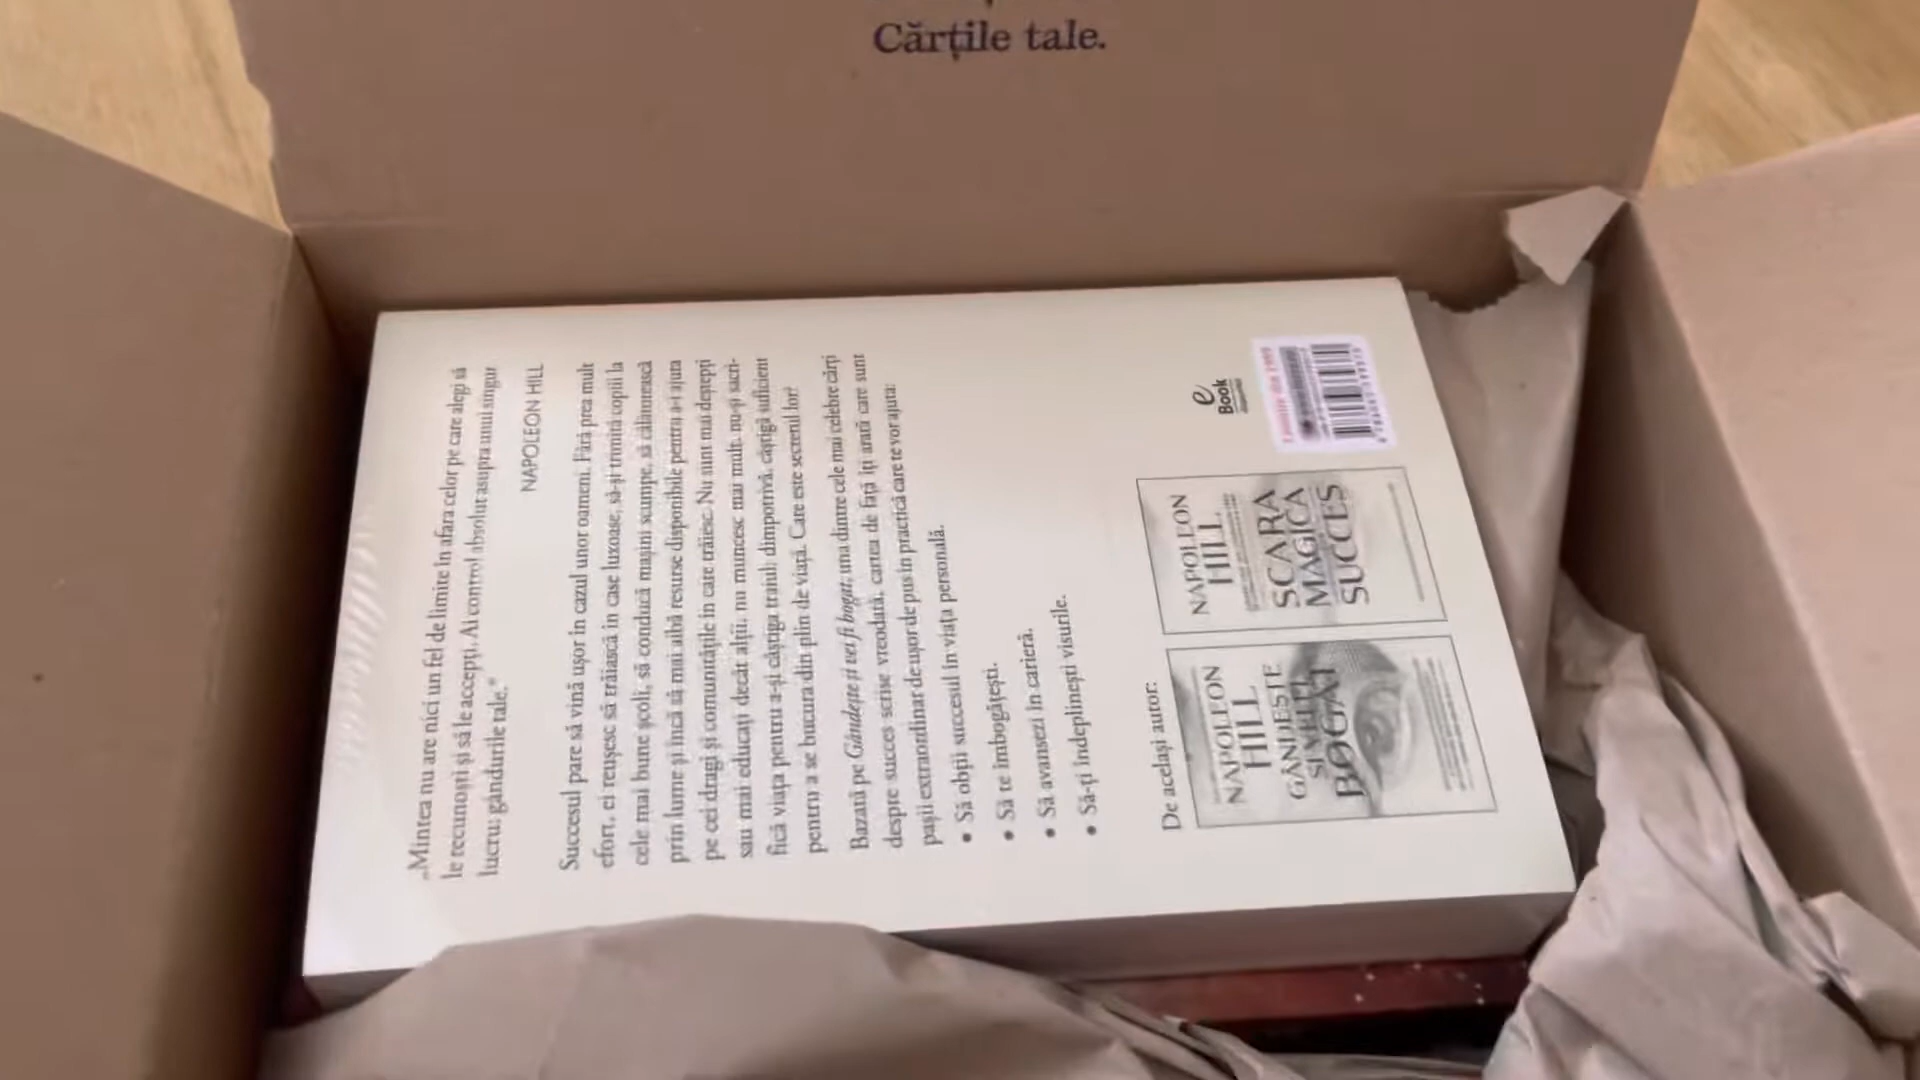 Cărțile tale.
„Mintea nu are nici un fel de limite în afara celor pe care alegi să
le recunoști și să le accepți. Ai control absolut asupra unui singur
lucru: gândurile tale.”
NAPOLEON HILL
Succesul pare să vină ușor în cazul unor oameni. Fără prea mult
efort, ei reușesc să trăiască în case luxoase, să-și trimită copiii la
cele mai bune școli, să conducă mașini scumpe, să călătorească
prin lume și încă să mai aibă resurse disponibile pentru a-i ajuta
pe cei dragi și comunitățile în care trăiesc. Nu sunt mai deștepți
sau mai educați decât alții, nu muncesc mai mult, nu-și sacri-
fică viața pentru a-și câștiga traiul; dimpotrivă, câștigă suficient
pentru a se bucura din plin de viață. Care este secretul lor?
Bazată pe Gândește și vei fi bogat, una dintre cele mai celebre cărți
despre succes scrise vreodată, cartea de față îți arată care sunt
pașii extraordinar de ușor de pus în practică care te vor ajuta:
• Să obții succesul în viața personală.
• Să te îmbogățești.
• Să avansezi în carieră.
• Să-ți îndeplinești visurile.
De același autor:
NAPOLEON
HILL
GÂNDEȘTE
ȘI VEI FI
BOGAT
NAPOLEON
HILL
SCARA
MAGICĂ
SUCCES
e
Book